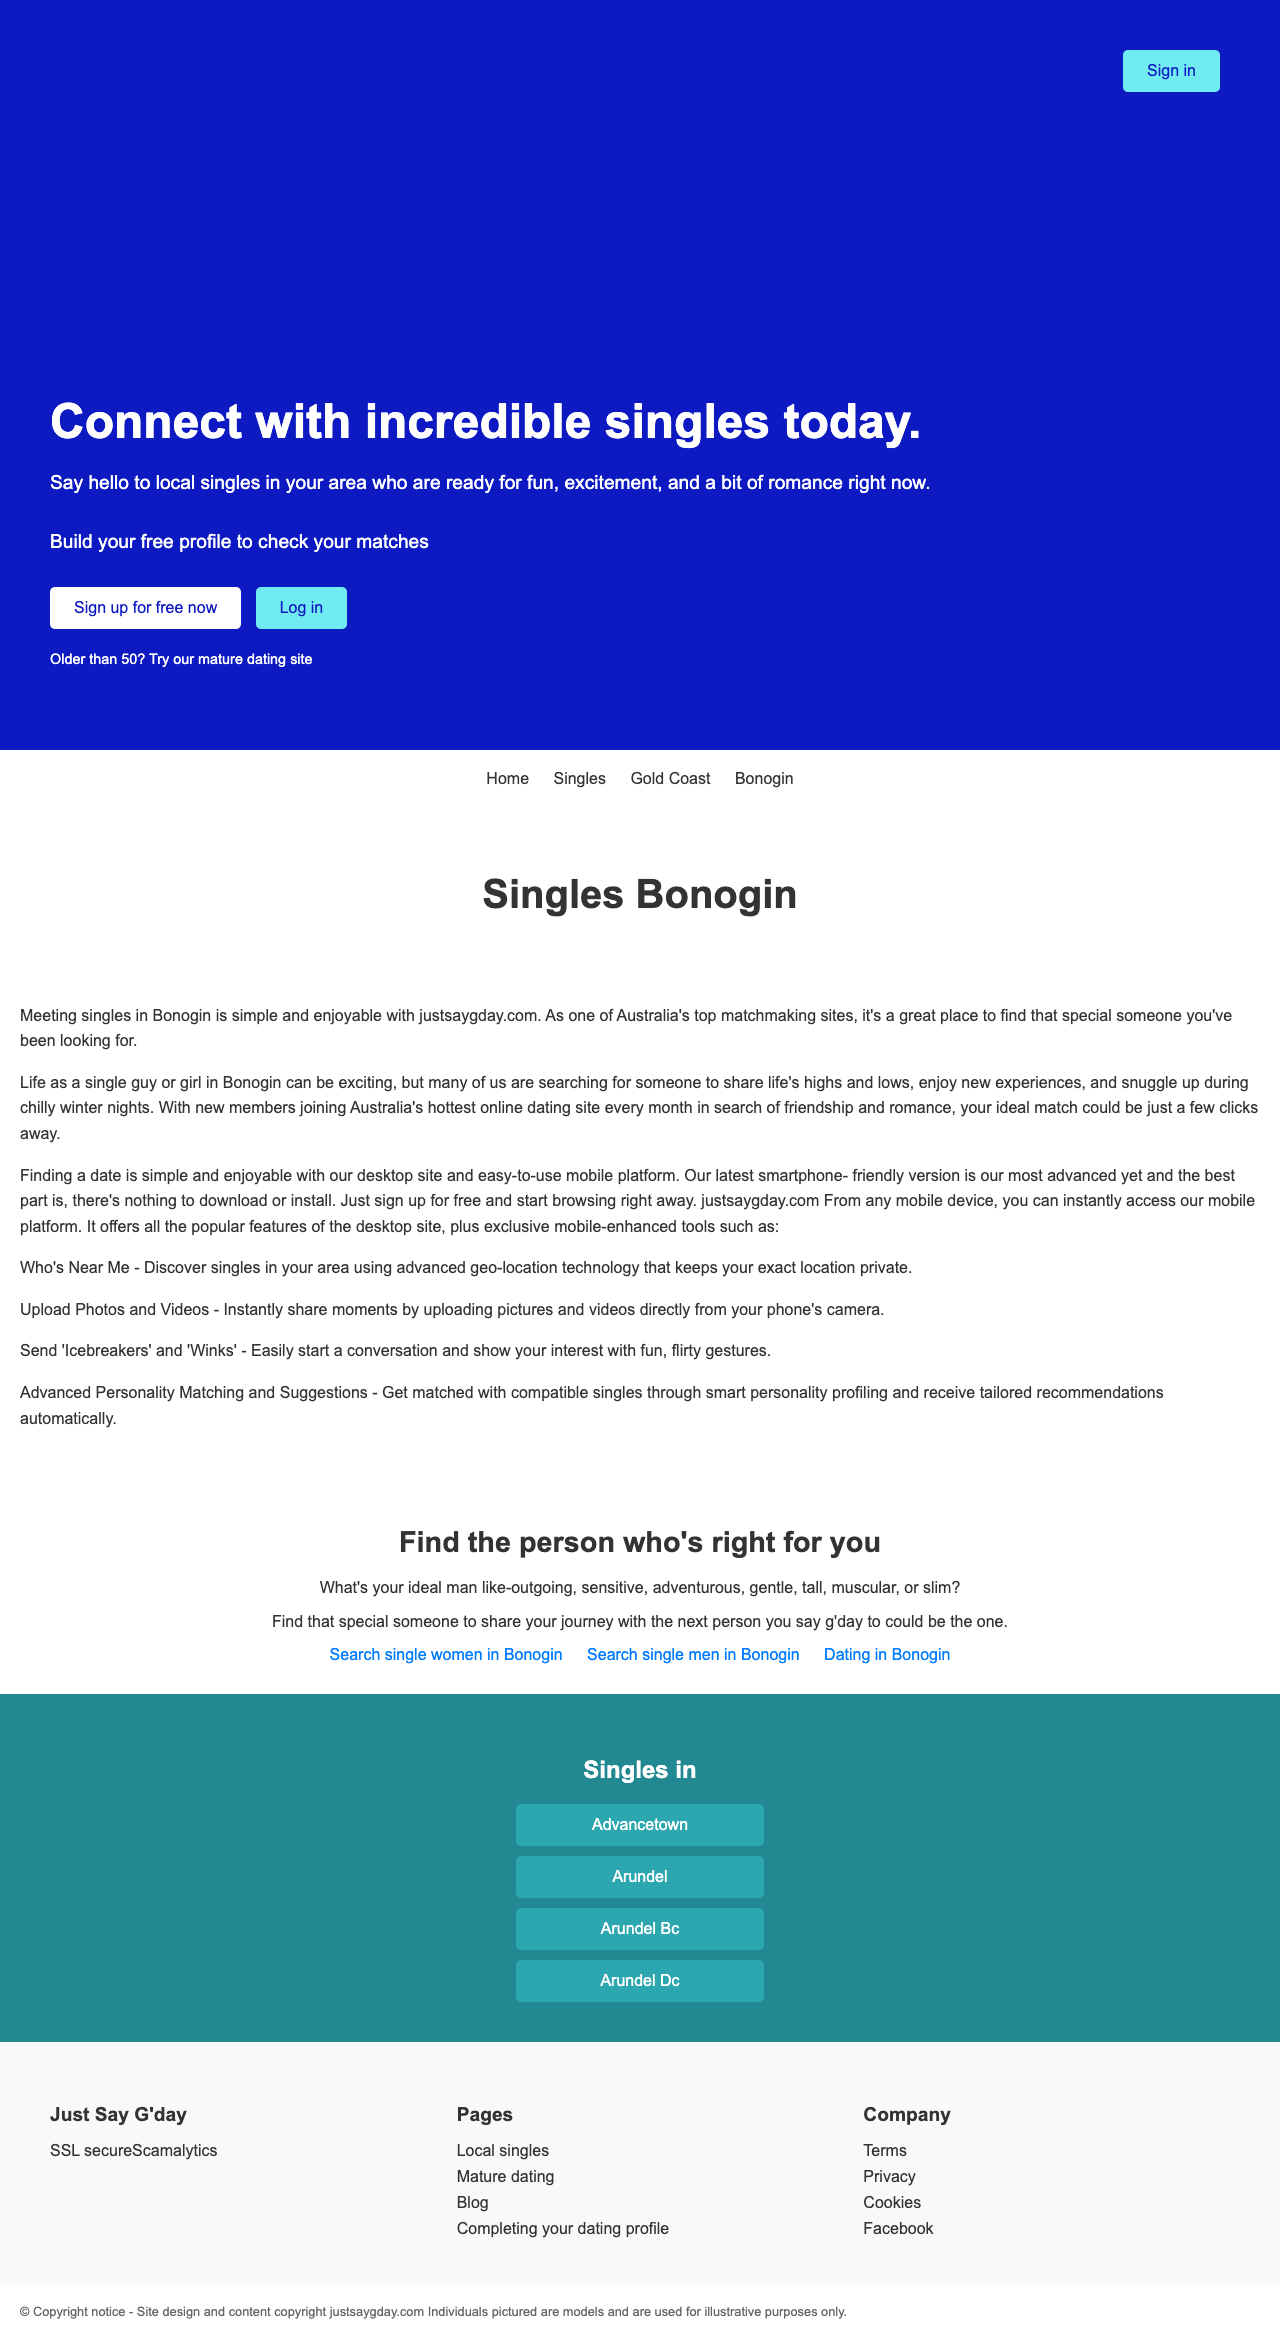 Sign in
Connect with incredible singles today.
Say hello to local singles in your area who are ready for fun, excitement, and a bit of romance right now.
Build your free profile to check your matches
Sign up for free now
Log in
Older than 50? Try our mature dating site
Home Singles Gold Coast Bonogin
Singles Bonogin
Meeting singles in Bonogin is simple and enjoyable with justsaygday.com. As one of Australia's top matchmaking sites, it's a great place to find that special someone you've
been looking for.
Life as a single guy or girl in Bonogin can be exciting, but many of us are searching for someone to share life's highs and lows, enjoy new experiences, and snuggle up during
chilly winter nights. With new members joining Australia's hottest online dating site every month in search of friendship and romance, your ideal match could be just a few clicks
away.
Finding a date is simple and enjoyable with our desktop site and easy-to-use mobile platform. Our latest smartphone- friendly version is our most advanced yet and the best
part is, there's nothing to download or install. Just sign up for free and start browsing right away. justsaygday.com From any mobile device, you can instantly access our mobile
platform. It offers all the popular features of the desktop site, plus exclusive mobile-enhanced tools such as:
Who's Near Me - Discover singles in your area using advanced geo-location technology that keeps your exact location private.
Upload Photos and Videos - Instantly share moments by uploading pictures and videos directly from your phone's camera.
Send 'Icebreakers' and 'Winks' - Easily start a conversation and show your interest with fun, flirty gestures.
Advanced Personality Matching and Suggestions - Get matched with compatible singles through smart personality profiling and receive tailored recommendations
automatically.
Find the person who's right for you
What's your ideal man like-outgoing, sensitive, adventurous, gentle, tall, muscular, or slim?
Find that special someone to share your journey with the next person you say g'day to could be the one.
Search single women in Bonogin Search single men in Bonogin Dating in Bonogin
Singles in
Advancetown
Arundel
Arundel Bc
Arundel Dc
Just Say G'day
SSL secureScamalytics
Pages
Local singles
Mature dating
Blog
Completing your dating profile
Company
Terms
Privacy
Cookies
Facebook
© Copyright notice - Site design and content copyright justsaygday.com Individuals pictured are models and are used for illustrative purposes only.